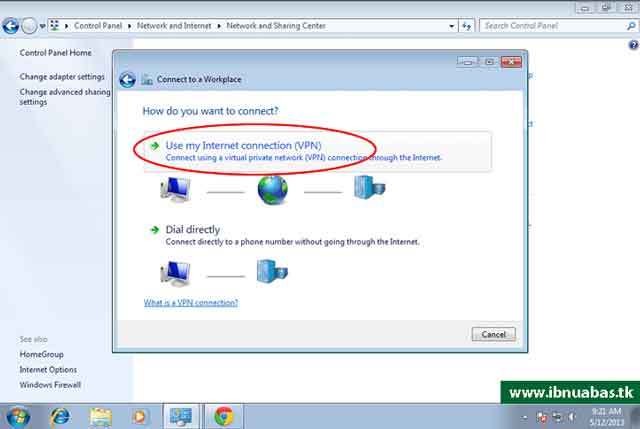 Control Panel Network and Internet Network and Sharing Center Search Control Panel
Control Panel Home
Change adapter settings
Change advanced sharing
settings
Connect to a Workplace
How do you want to connect?
Use my Internet connection (VPN)
Connect using a virtual private network (VPN) connection through the Internet.
Dial directly
Connect directly to a phone number without going through the Internet.
What is a VPN connection?
Cancel
See also
HomeGroup
Internet Options
Windows Firewall
www.ibnuabas.tk
9:21 AM
5/12/2013